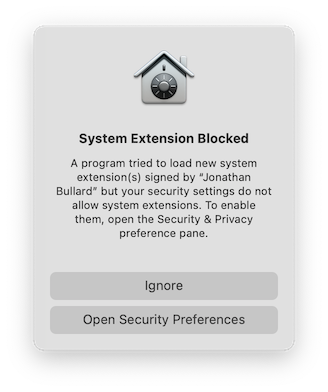 System Extension Blocked
A program tried to load new system
extension(s) signed by “Jonathan
Bullard” but your security settings do not
allow system extensions. To enable
them, open the Security & Privacy
preference pane.
Ignore
Open Security Preferences